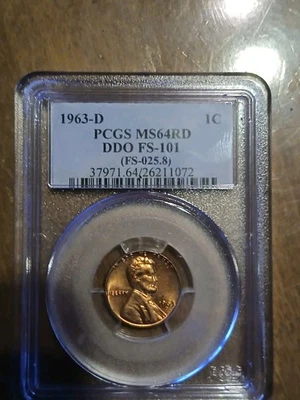 1963-D 1C
PCGS MS64RD
DDO FS-101
(FS-025.8)
37971.64/26211072